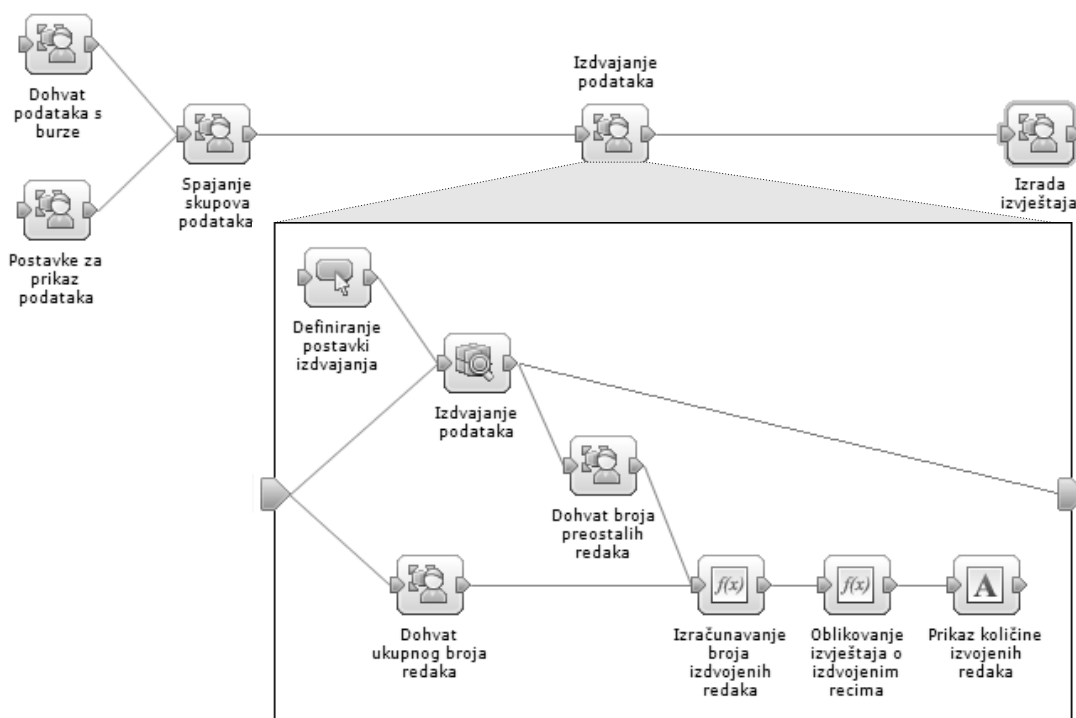 Dohvat
podataka s
burze
Postavke za
prikaz
podataka
Spajanje
skupova
podataka
Izdvajanje
podataka
Izrada
izvještaja
Definiranje
postavki
izdvajanja
Izdvajanje
podataka
Dohvat broja
preostalih
redaka
Dohvat
ukupnog broja
redaka
f(x)
Izračunavanje
broja
izdvojenih
redaka
f(x)
Oblikovanje
izvještaja o
izdvojenim
recima
A
Prikaz količine
izvojenih
redaka